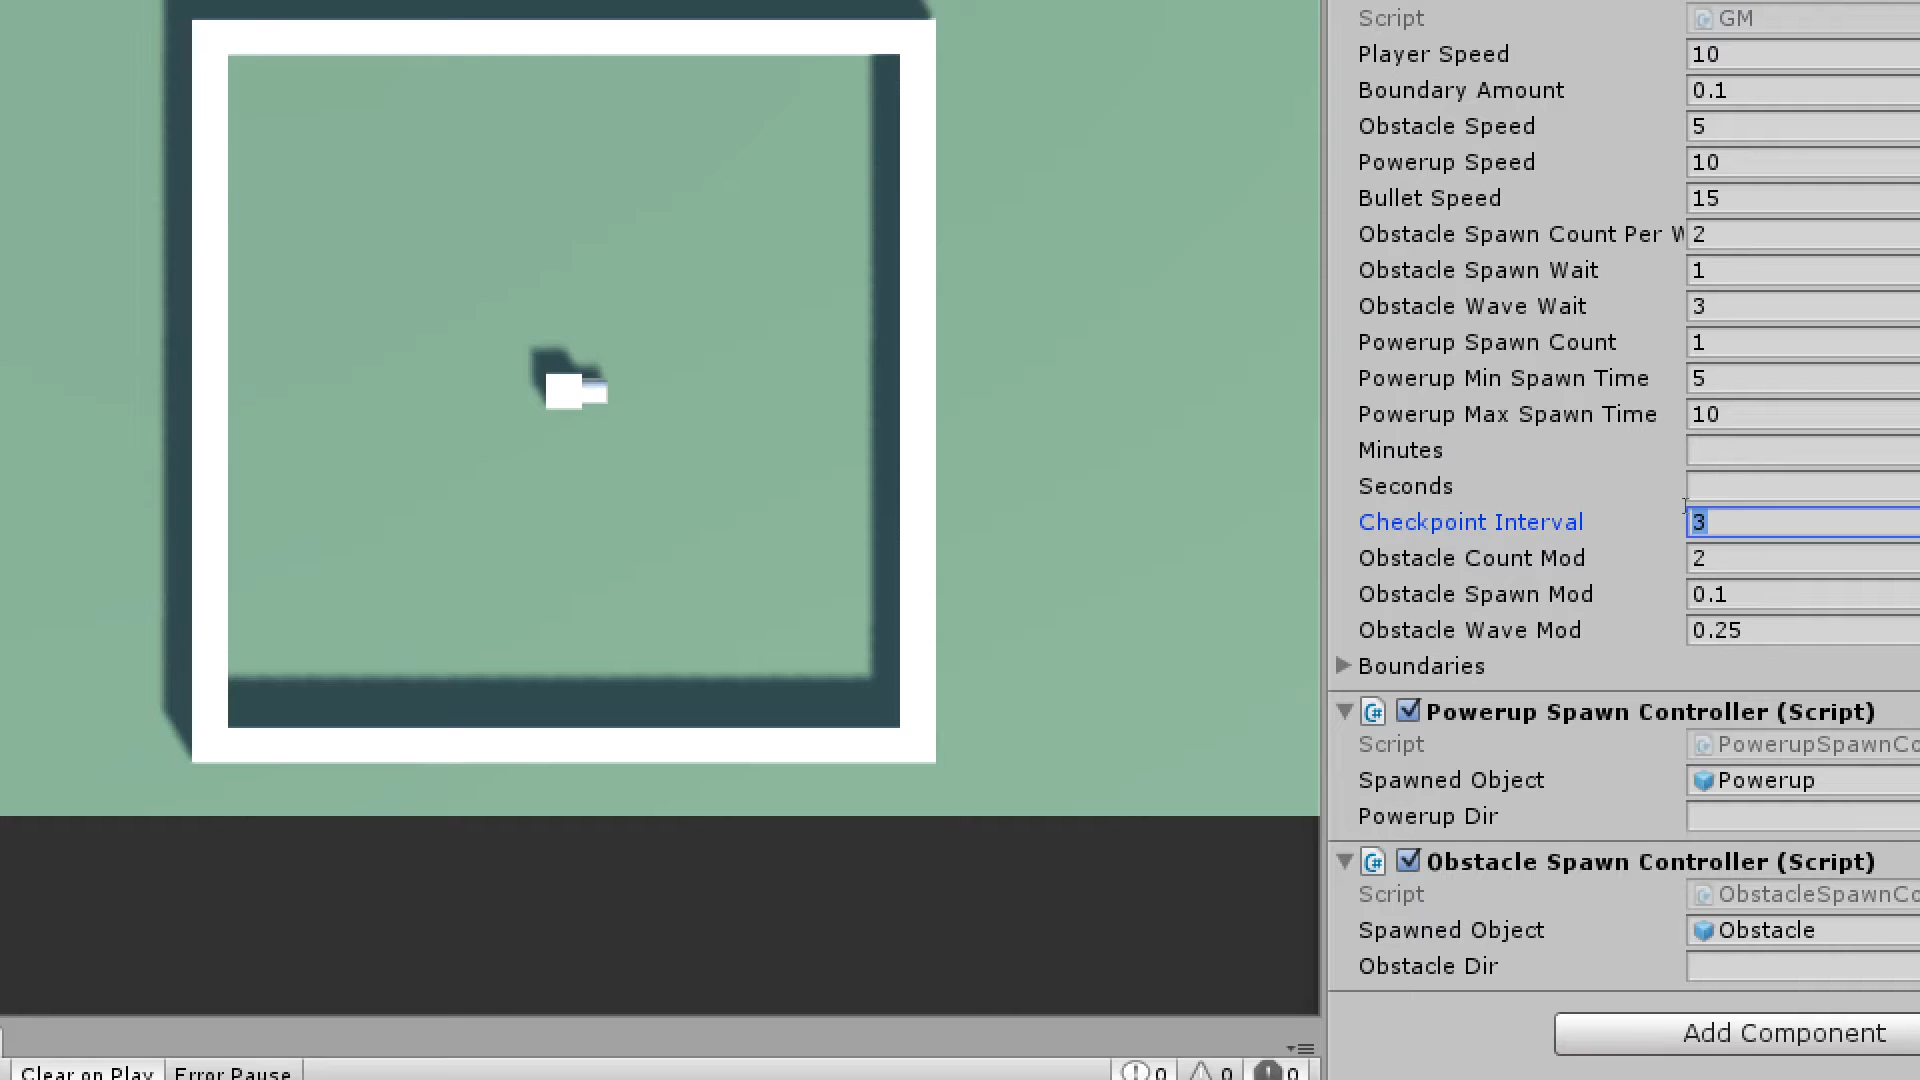 Script GM
Player Speed 10
Boundary Amount 0.1
Obstacle Speed 5
Powerup Speed 10
Bullet Speed 15
Obstacle Spawn Count Per W 2
Obstacle Spawn Wait 1
Obstacle Wave Wait 3
Powerup Spawn Count 1
Powerup Min Spawn Time 5
Powerup Max Spawn Time 10
Minutes
Seconds
Checkpoint Interval 3
Obstacle Count Mod 2
Obstacle Spawn Mod 0.1
Obstacle Wave Mod 0.25
Boundaries
C# Powerup Spawn Controller (Script)
Script PowerupSpawnCo
Spawned Object Powerup
Powerup Dir
C# Obstacle Spawn Controller (Script)
Script ObstacleSpawnCo
Spawned Object Obstacle
Obstacle Dir
Add Component
Clear on Play Error Pause 0 0 0